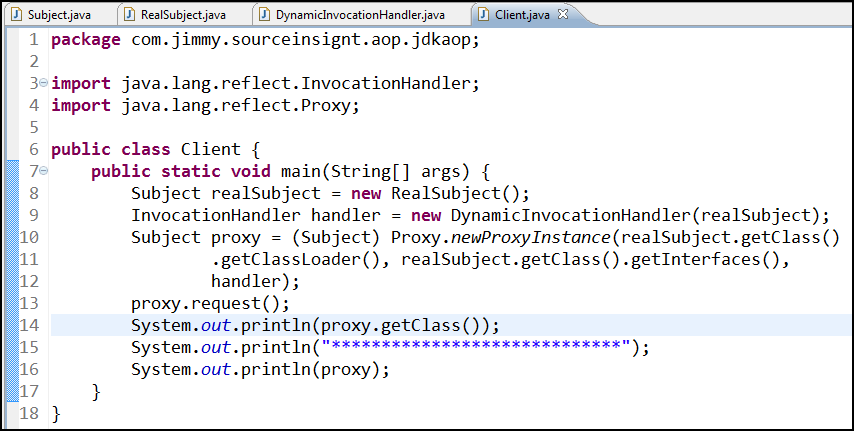 Subject.java RealSubject.java DynamicInvocationHandler.java Client.java
1 package com.jimmy.sourceinsignt.aop.jdkaop;
2
3 import java.lang.reflect.InvocationHandler;
4 import java.lang.reflect.Proxy;
5
6 public class Client {
7     public static void main(String[] args) {
8         Subject realSubject = new RealSubject();
9         InvocationHandler handler = new DynamicInvocationHandler(realSubject);
10         Subject proxy = (Subject) Proxy.newProxyInstance(realSubject.getClass()
11                 .getClassLoader(), realSubject.getClass().getInterfaces(),
12                 handler);
13         proxy.request();
14         System.out.println(proxy.getClass());
15         System.out.println("*****************************");
16         System.out.println(proxy);
17     }
18 }